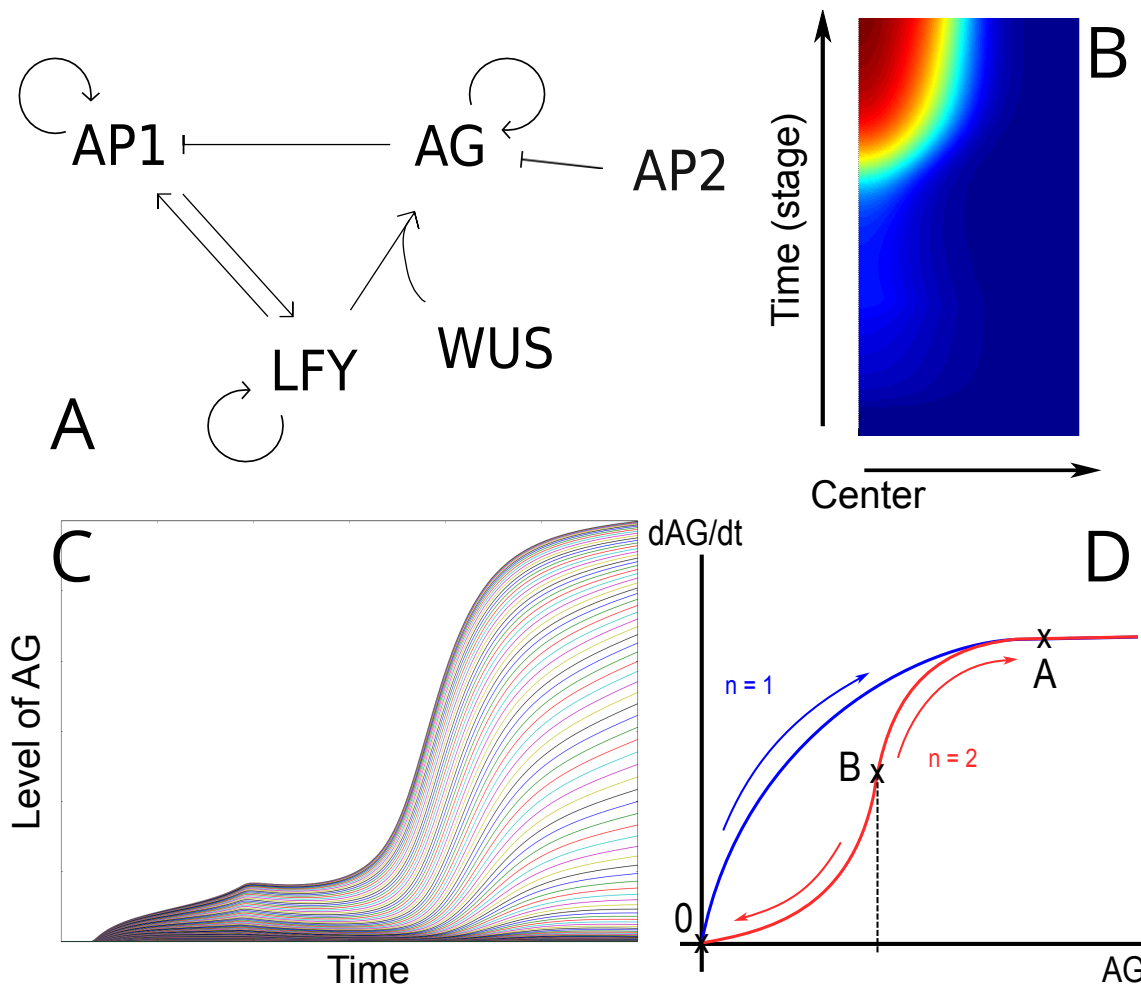 AP1
AG
AP2
LFY
WUS
A
B
Time (stage)
Center
C
Level of AG
Time
D
dAG/dt
n = 1
n = 2
x
A
B x
0
x
AG